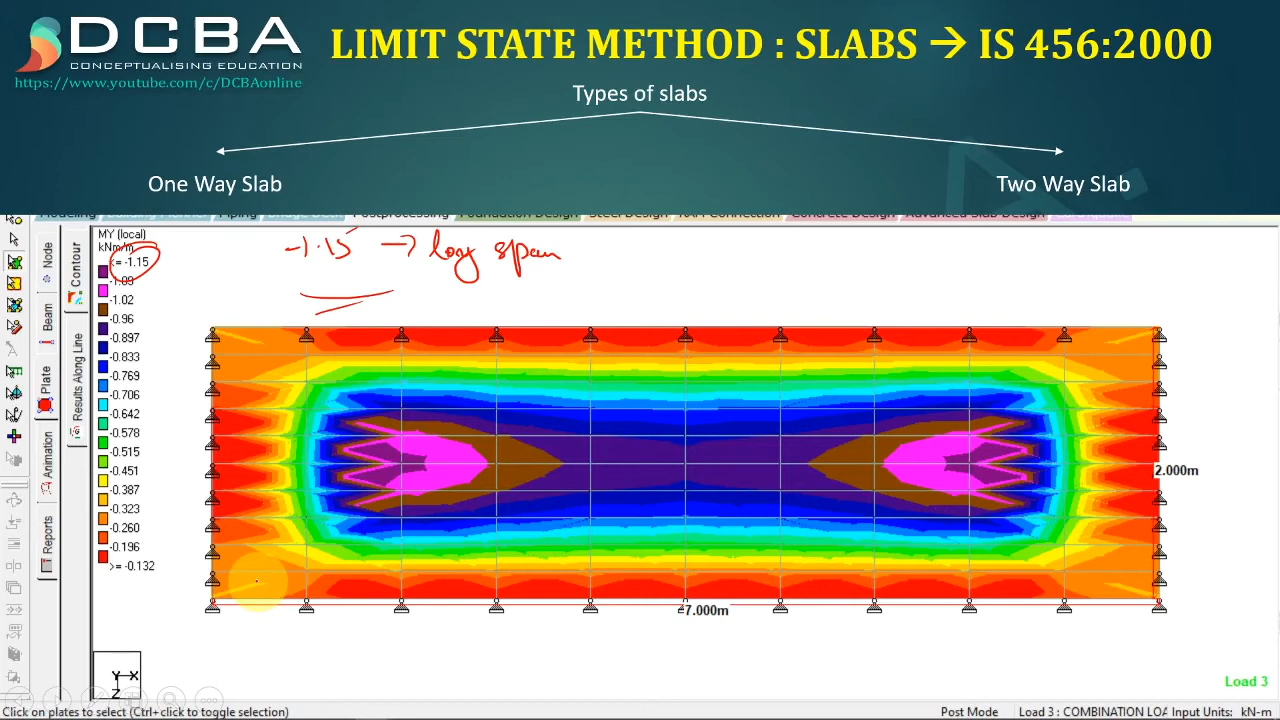 DCBA
CONCEPTUALISING EDUCATION
https://www.youtube.com/c/DCBAonline
LIMIT STATE METHOD : SLABS → IS 456:2000
Types of slabs
One Way Slab
Two Way Slab
Modeling
Piping
Postprocessing
Foundation Design
Steel Design
RAM Connection
Concrete Design
Advanced Slab Design
MY (local)
kNm/m
<= -1.15
-1.09
-1.02
-0.96
-0.897
-0.833
-0.769
-0.706
-0.642
-0.578
-0.515
-0.451
-0.387
-0.323
-0.260
-0.196
>= -0.132
Node
Beam
Plate
Animation
Reports
Contour
Results Along Line
-1.15 → long span
2.000m
7.000m
Y X
Z
Load 3
Click on plates to select (Ctrl+click to toggle selection)
Post Mode
Load 3 : COMBINATION LOA
Input Units: kN-m